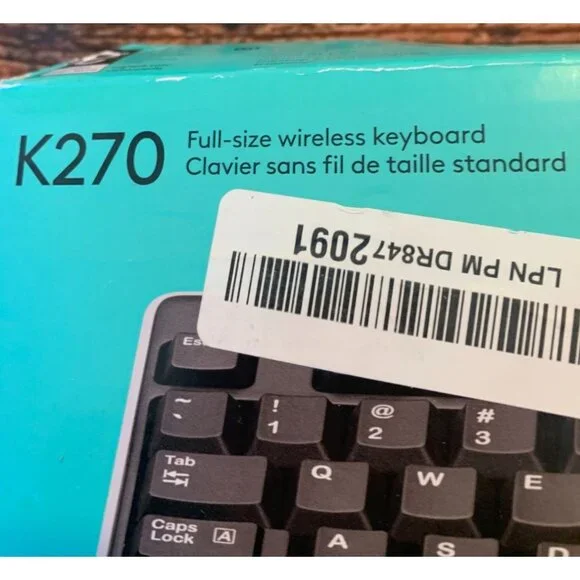 K270
Full-size wireless keyboard
Clavier sans fil de taille standard
LPN PM DR8472091
Es
~ ! @ #
` 1 2 3
Tab Q W E
Caps
Lock A A S D